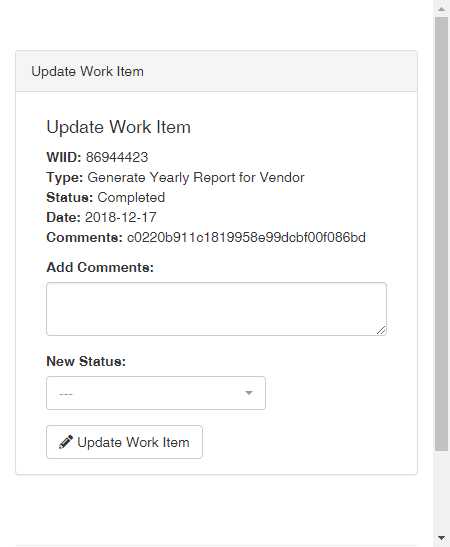 Update Work Item
Update Work Item
WIID: 86944423
Type: Generate Yearly Report for Vendor
Status: Completed
Date: 2018-12-17
Comments: c0220b911c1819958e99dcbf00f086bd
Add Comments:
New Status:
---
Update Work Item